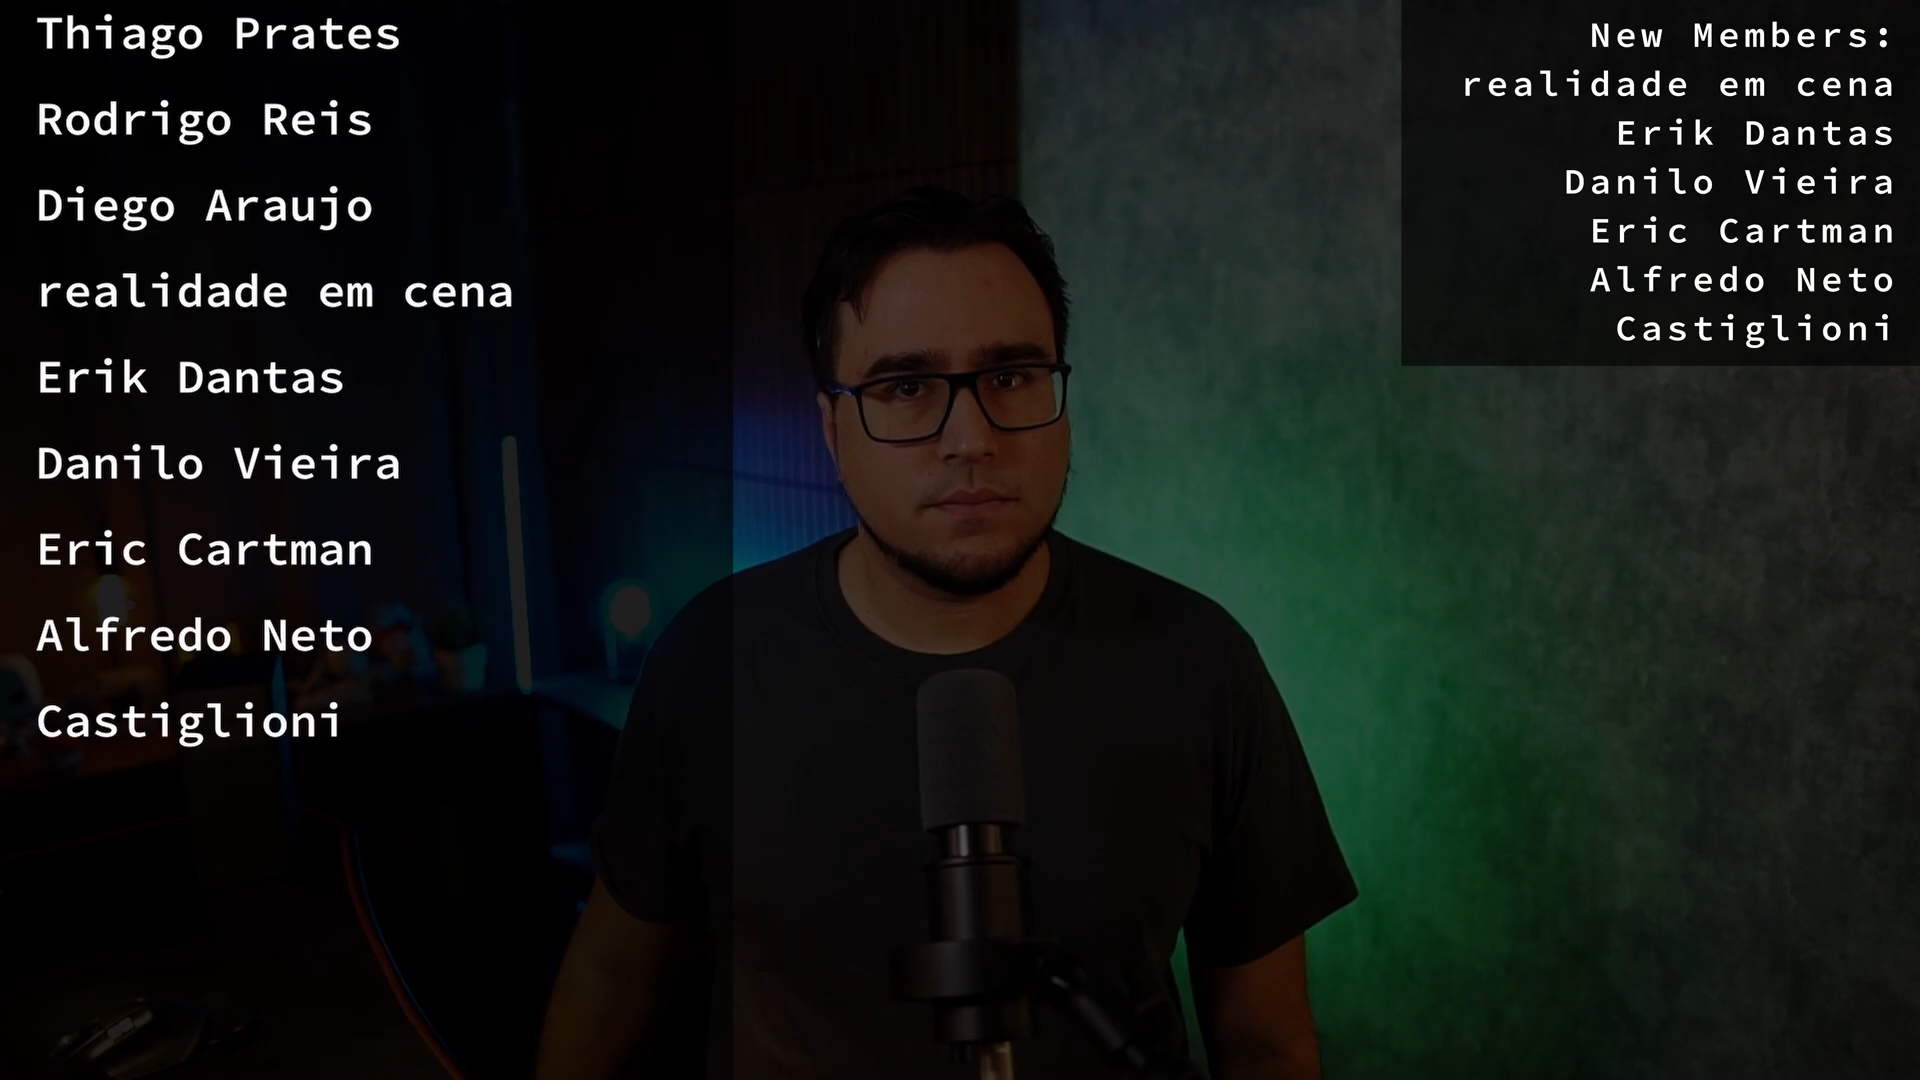 Thiago Prates
Rodrigo Reis
Diego Araujo
realidade em cena
Erik Dantas
Danilo Vieira
Eric Cartman
Alfredo Neto
Castiglioni
New Members:
realidade em cena
Erik Dantas
Danilo Vieira
Eric Cartman
Alfredo Neto
Castiglioni